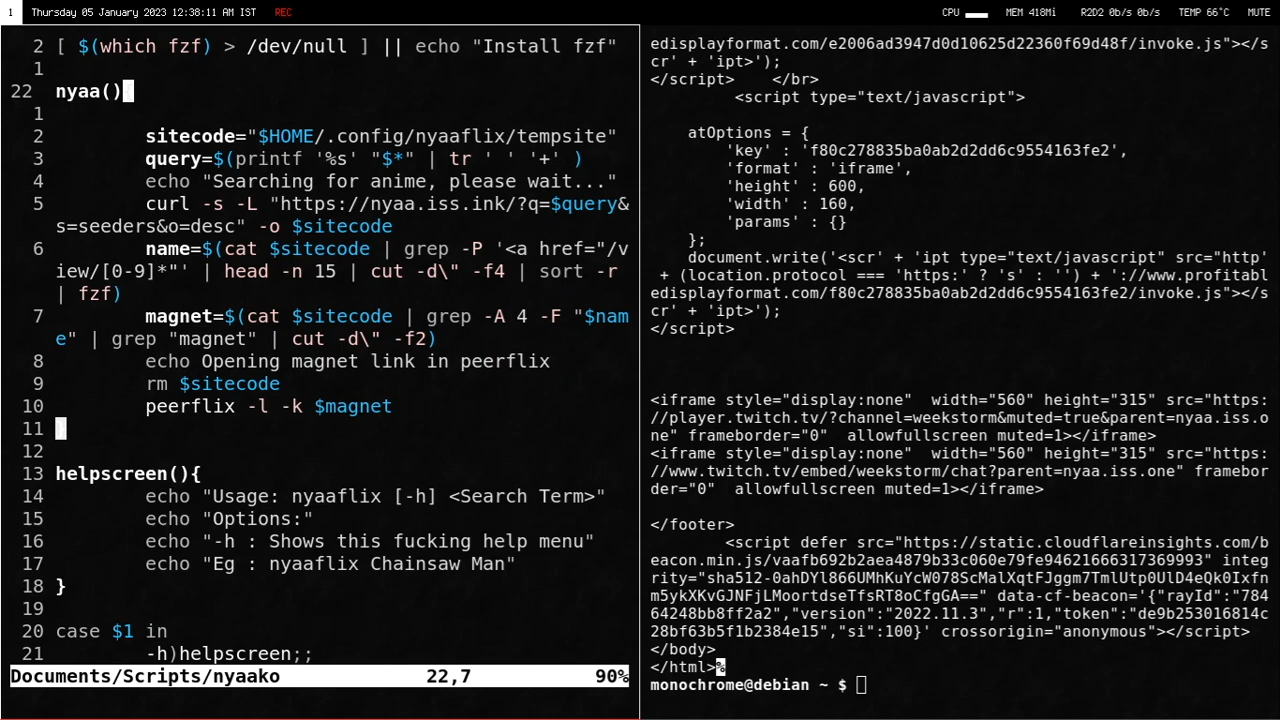 1 Thursday 05 January 2023 12:38:11 AM IST REC CPU MEM 418Mi R2D2 0b/s 0b/s TEMP 66°C MUTE
2 [ $(which fzf) > /dev/null ] || echo "Install fzf"
1
22 nyaa(){
1
2 sitecode="$HOME/.config/nyaaflix/tempsite"
3 query=$(printf '%s' "$*" | tr ' ' '+' )
4 echo "Searching for anime, please wait..."
5 curl -s -L "https://nyaa.iss.ink/?q=$query&
s=seeders&o=desc" -o $sitecode
6 name=$(cat $sitecode | grep -P '<a href="/v
iew/[0-9]*"' | head -n 15 | cut -d\" -f4 | sort -r
| fzf)
7 magnet=$(cat $sitecode | grep -A 4 -F "$nam
e" | grep "magnet" | cut -d\" -f2)
8 echo Opening magnet link in peerflix
9 rm $sitecode
10 peerflix -l -k $magnet
11 }
12
13 helpscreen(){
14 echo "Usage: nyaaflix [-h] <Search Term>"
15 echo "Options:"
16 echo "-h : Shows this fucking help menu"
17 echo "Eg : nyaaflix Chainsaw Man"
18 }
19
20 case $1 in
21 -h)helpscreen;;
Documents/Scripts/nyaako 22,7 90%
edisplayformat.com/e2006ad3947d0d10625d22360f69d48f/invoke.js"></s
cr' + 'ipt>');
</script> </br>
<script type="text/javascript">
atOptions = {
'key' : 'f80c278835ba0ab2d2dd6c9554163fe2',
'format' : 'iframe',
'height' : 600,
'width' : 160,
'params' : {}
};
document.write('<scr' + 'ipt type="text/javascript" src="http'
+ (location.protocol === 'https:' ? 's' : '') + '://www.profitabl
edisplayformat.com/f80c278835ba0ab2d2dd6c9554163fe2/invoke.js"></s
cr' + 'ipt>');
</script>
<iframe style="display:none" width="560" height="315" src="https:
//player.twitch.tv/?channel=weekstorm&muted=true&parent=nyaa.iss.o
ne" frameborder="0" allowfullscreen muted=1></iframe>
<iframe style="display:none" width="560" height="315" src="https:
//www.twitch.tv/embed/weekstorm/chat?parent=nyaa.iss.one" framebor
der="0" allowfullscreen muted=1></iframe>
</footer>
<script defer src="https://static.cloudflareinsights.com/b
eacon.min.js/vaafb692b2aea4879b33c060e79fe94621666317369993" integ
rity="sha512-0ahDYl866UMhKuYcW078ScMalXqtFJggm7TmlUtp0UlD4eQk0Ixfn
m5ykXKvGJNFjLMoortdseTfsRT8oCfgGA==" data-cf-beacon='{"rayId":"784
64248bb8ff2a2","version":"2022.11.3","r":1,"token":"de9b253016814c
28bf63b5f1b2384e15","si":100}' crossorigin="anonymous"></script>
</body>
</html>%
monochrome@debian ~ $